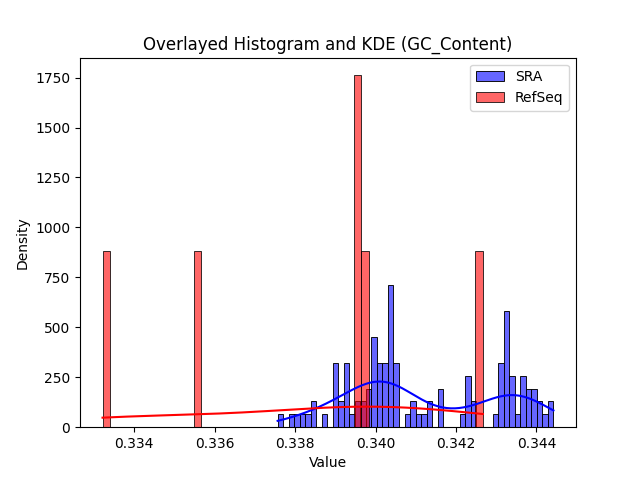 Overlayed Histogram and KDE (GC_Content)
SRA
RefSeq
Density
1750
1500
1250
1000
750
500
250
0
0.334 0.336 0.338 0.340 0.342 0.344
Value